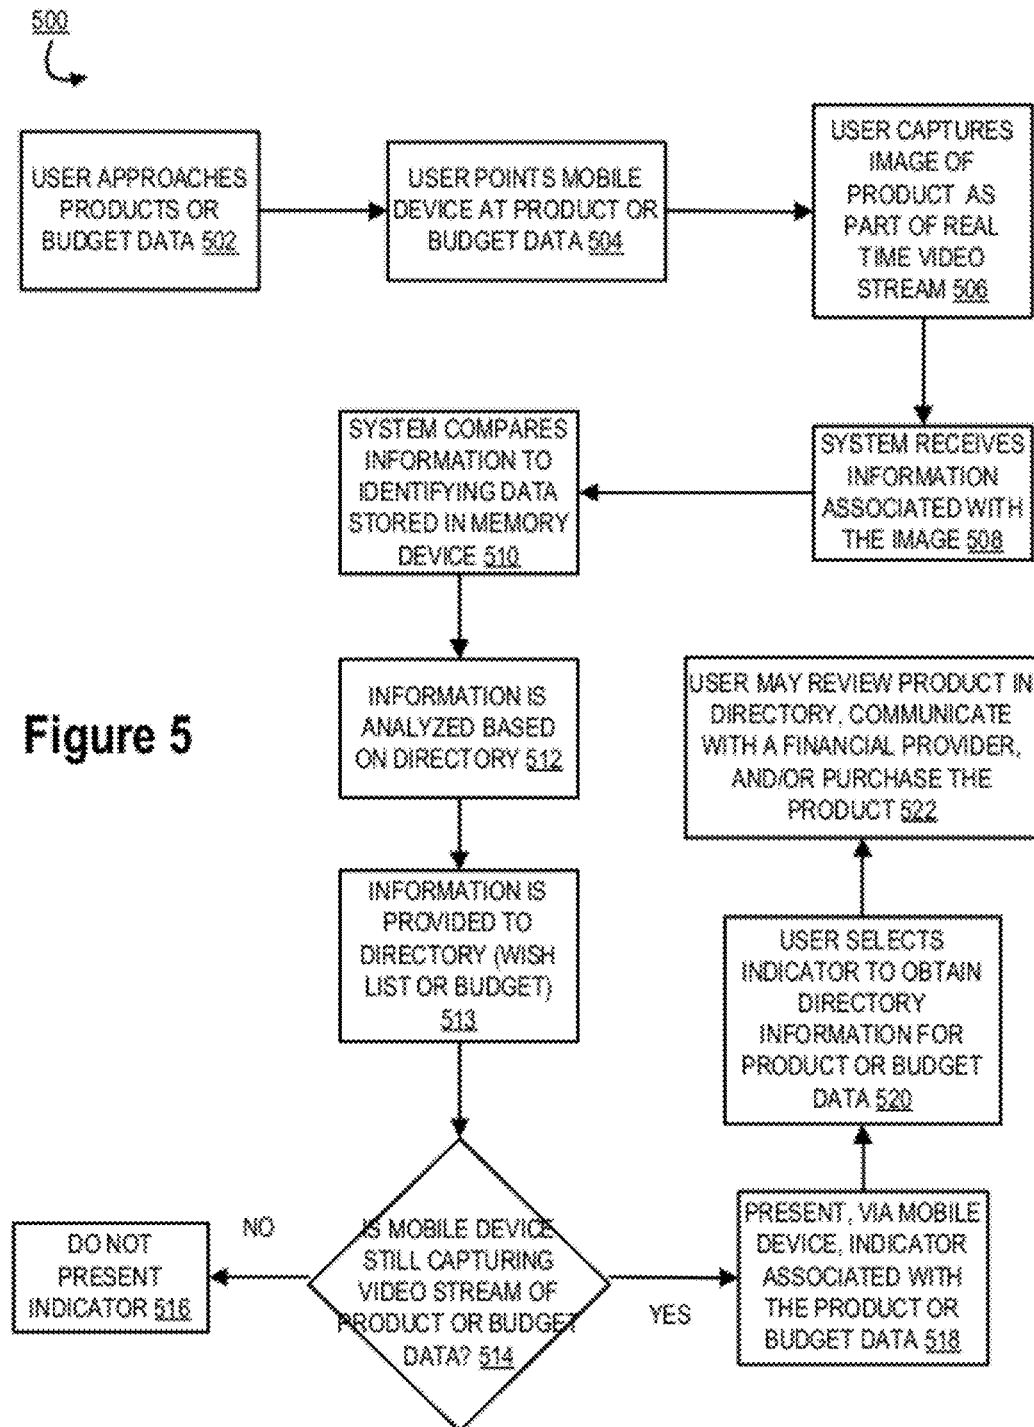 500
USER APPROACHES
PRODUCTS OR
BUDGET DATA 502
USER POINTS MOBILE
DEVICE AT PRODUCT OR
BUDGET DATA 504
USER CAPTURES
IMAGE OF
PRODUCT AS
PART OF REAL
TIME VIDEO
STREAM 506
SYSTEM RECEIVES
INFORMATION
ASSOCIATED WITH
THE IMAGE 508
SYSTEM COMPARES
INFORMATION TO
IDENTIFYING DATA
STORED IN MEMORY
DEVICE 510
INFORMATION IS
ANALYZED BASED
ON DIRECTORY 512
INFORMATION IS
PROVIDED TO
DIRECTORY (WISH
LIST OR BUDGET)
513
IS MOBILE DEVICE
STILL CAPTURING
VIDEO STREAM OF
PRODUCT OR BUDGET
DATA? 514
NO
DO NOT
PRESENT
INDICATOR 516
YES
PRESENT, VIA MOBILE
DEVICE, INDICATOR
ASSOCIATED WITH
THE PRODUCT OR
BUDGET DATA 518
USER SELECTS
INDICATOR TO OBTAIN
DIRECTORY
INFORMATION FOR
PRODUCT OR BUDGET
DATA 520
USER MAY REVIEW PRODUCT IN
DIRECTORY, COMMUNICATE
WITH A FINANCIAL PROVIDER,
AND/OR PURCHASE THE
PRODUCT 522
Figure 5